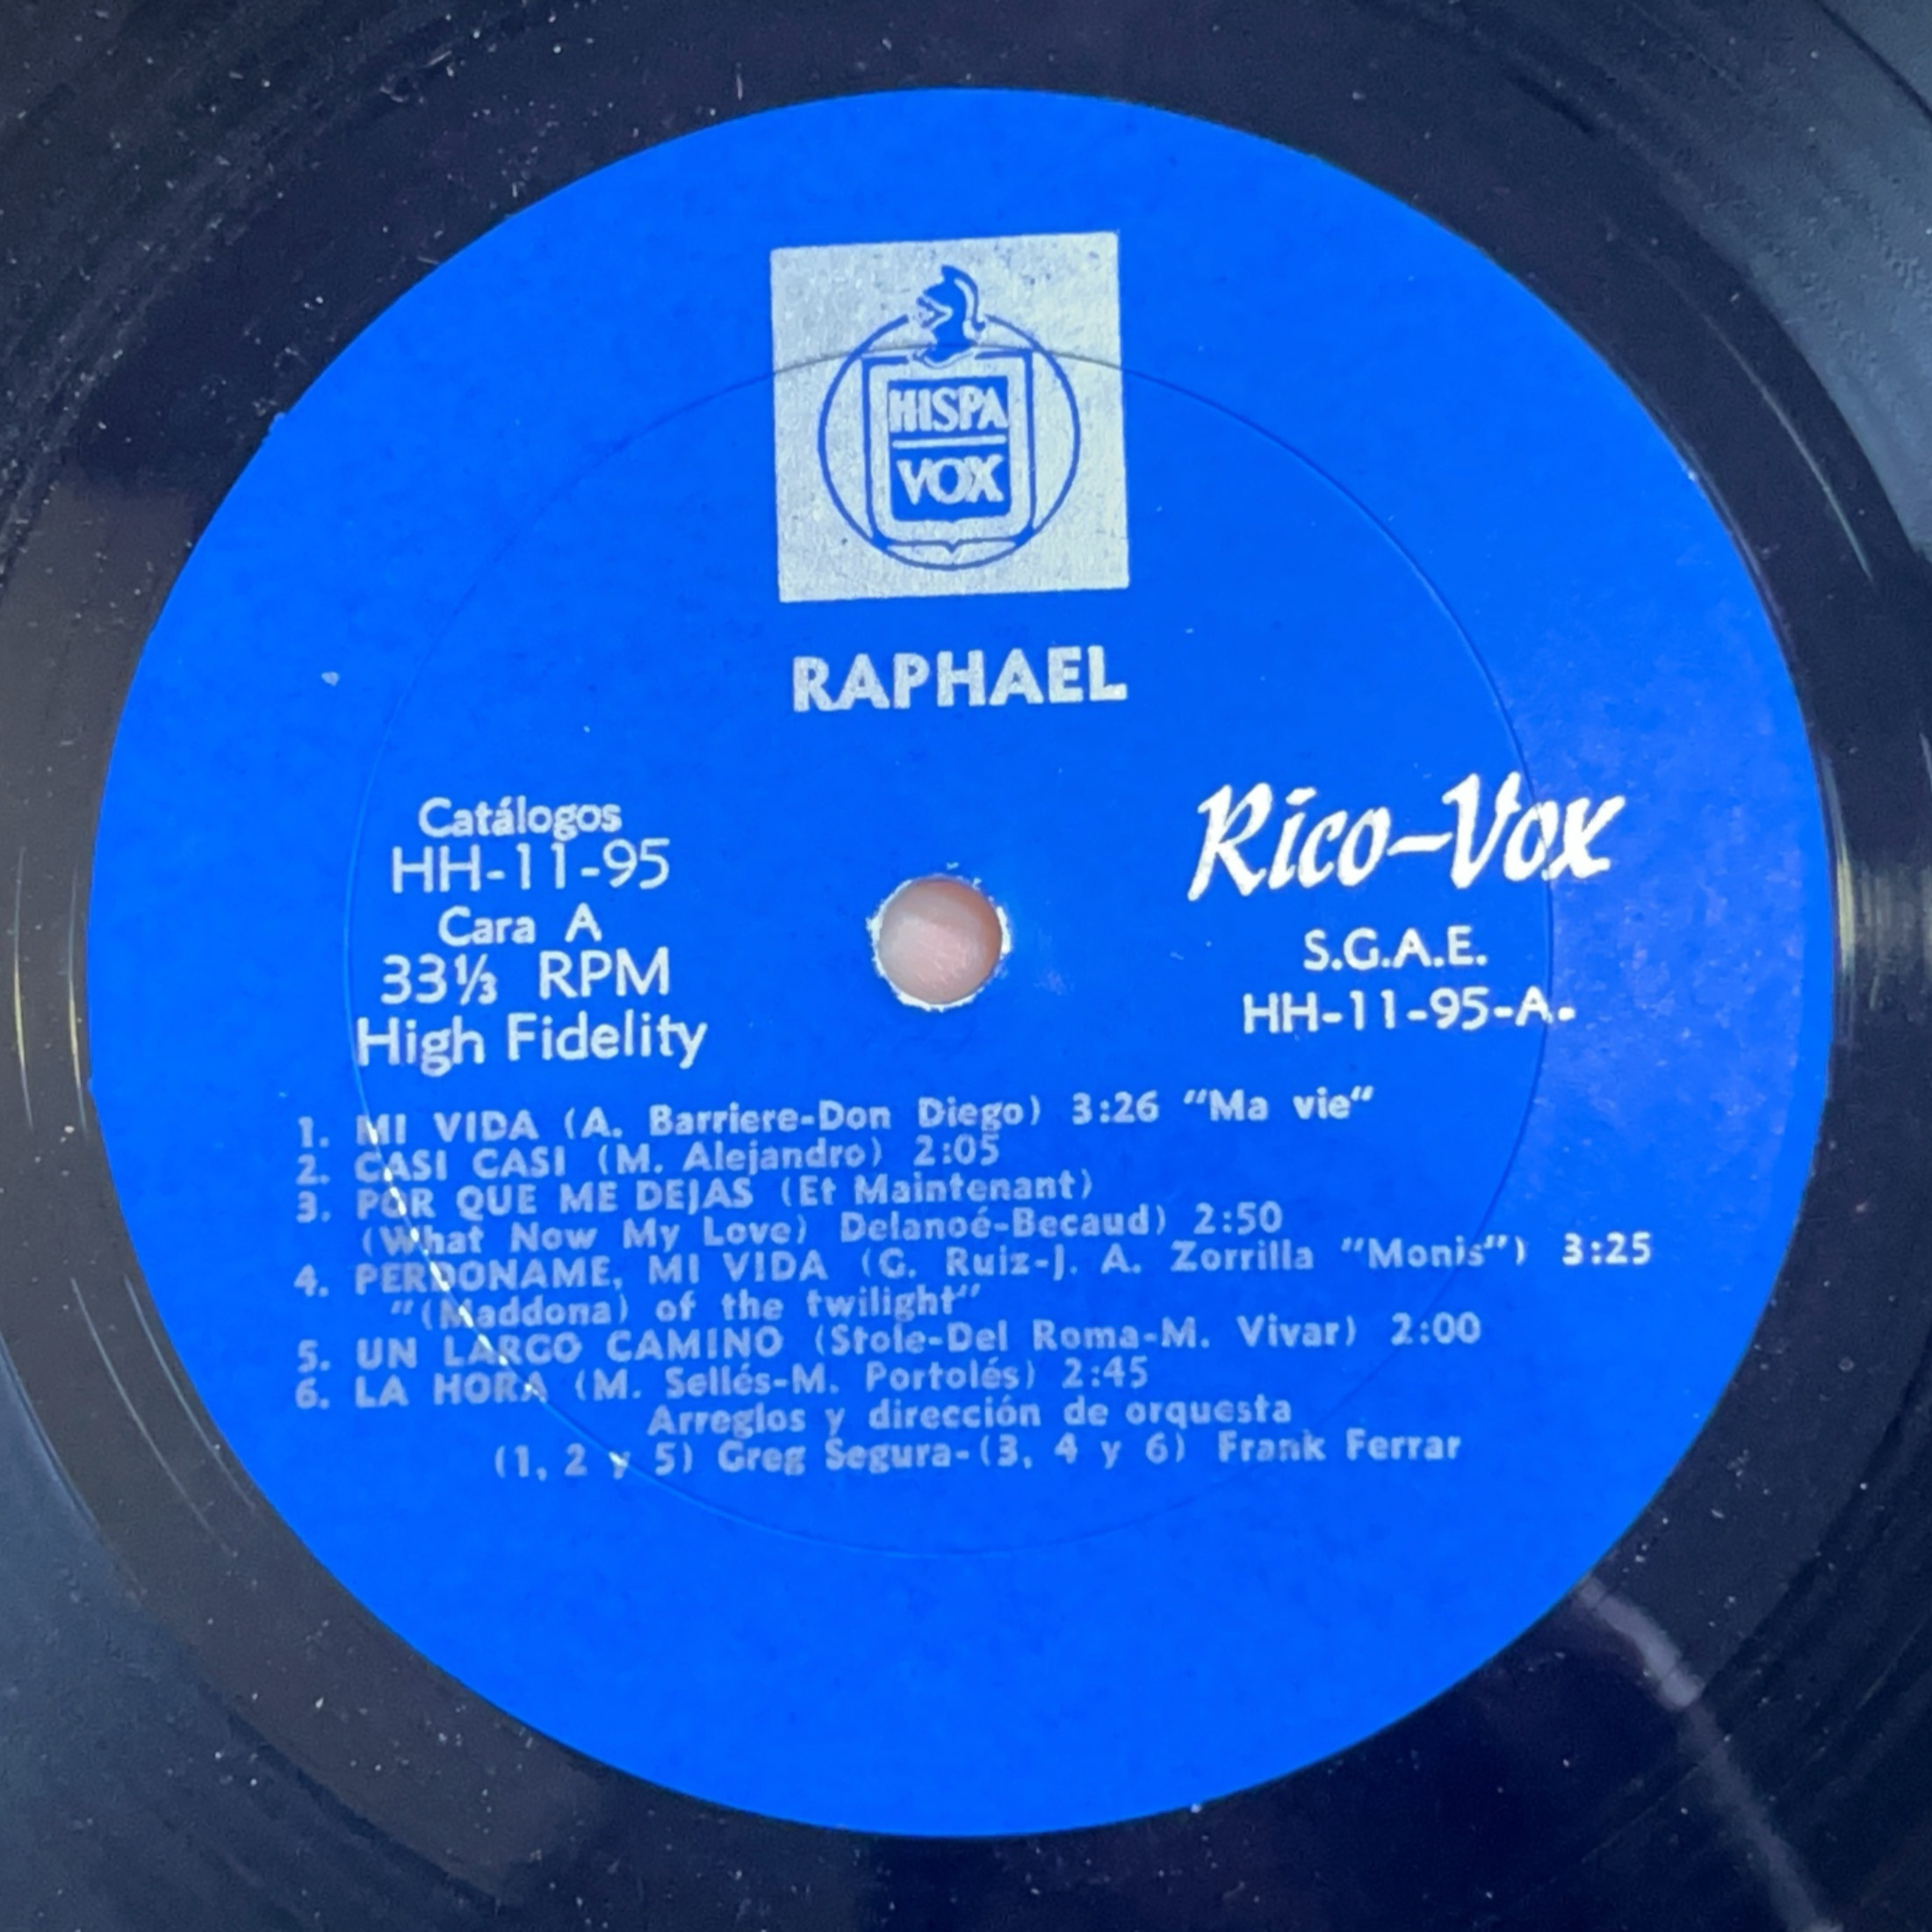 HISPA
VOX
RAPHAEL
Catálogos
HH-11-95
Cara A
33⅓ RPM
High Fidelity
Rico-Vox
S.G.A.E.
HH-11-95-A.
1. MI VIDA (A. Barriere-Don Diego) 3:26 "Ma vie"
2. CASI CASI (M. Alejandro) 2:05
3. POR QUE ME DEJAS (Et Maintenant)
(What Now My Love) Delanoé-Becaud) 2:50
4. PERDONAME, MI VIDA (G. Ruiz-J. A. Zorrilla "Monis") 3:25
"(Maddona) of the twilight"
5. UN LARGO CAMINO (Stole-Del Roma-M. Vivar) 2:00
6. LA HORA (M. Sellés-M. Portolés) 2:45
Arreglos y dirección de orquesta
(1, 2 y 5) Greg Segura-(3, 4 y 6) Frank Ferrar